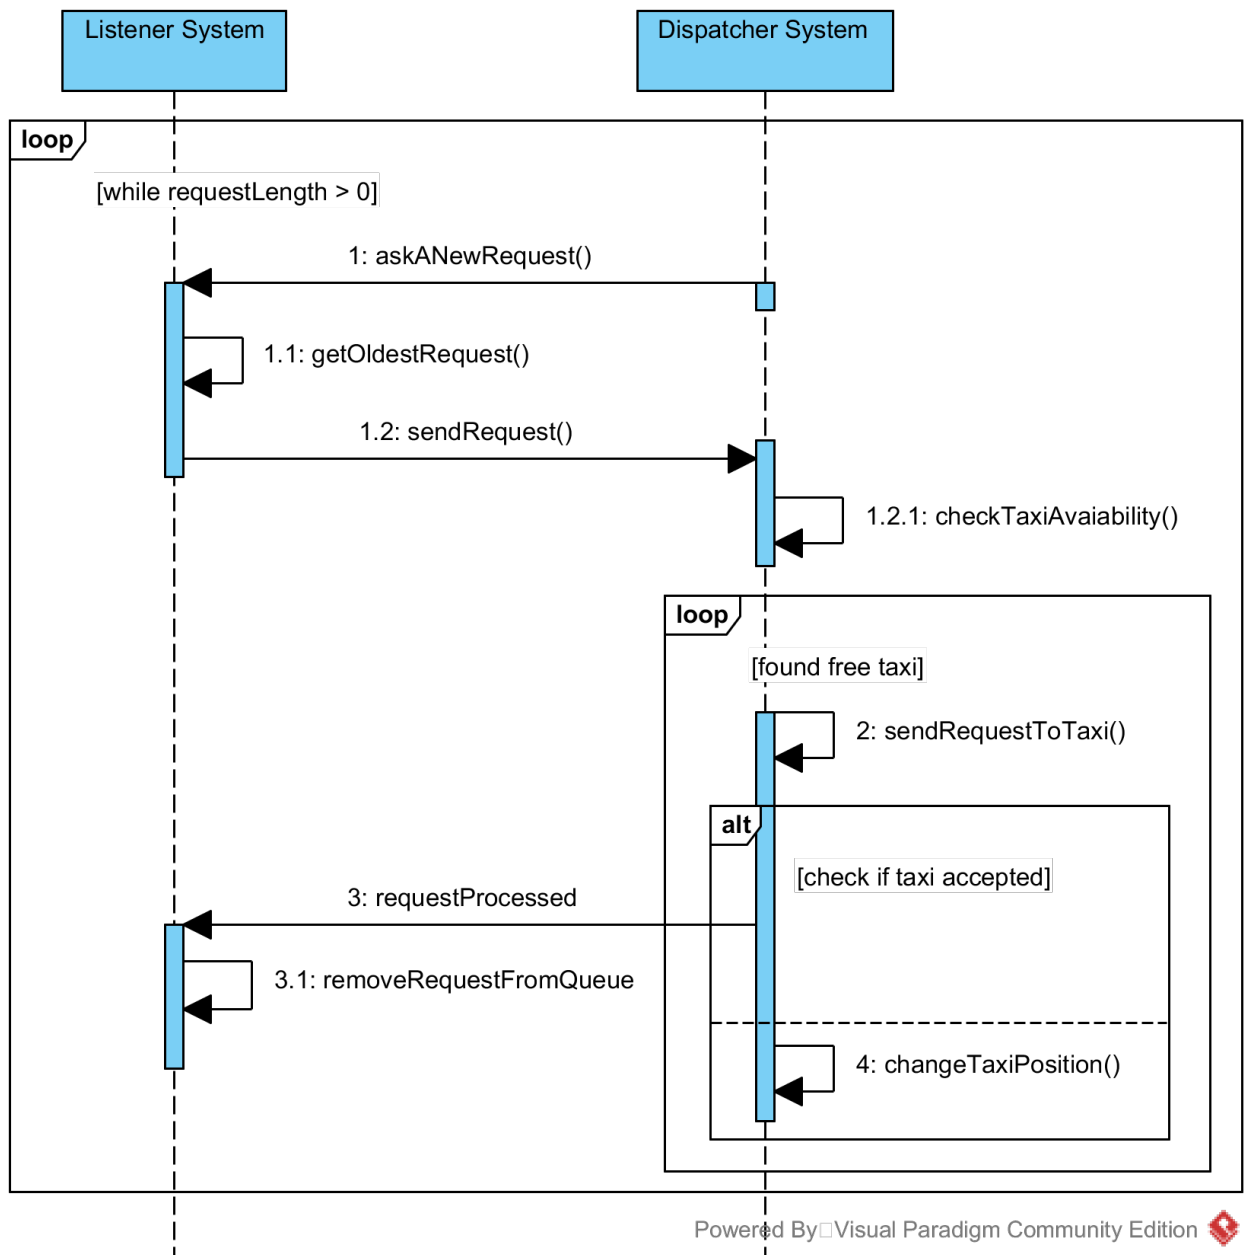 Listener System
Dispatcher System
loop
[while requestLength > 0]
1: askANewRequest()
1.1: getOldestRequest()
1.2: sendRequest()
1.2.1: checkTaxiAvaiability()
loop
[found free taxi]
2: sendRequestToTaxi()
alt
[check if taxi accepted]
3: requestProcessed
3.1: removeRequestFromQueue
4: changeTaxiPosition()
Powered By□Visual Paradigm Community Edition